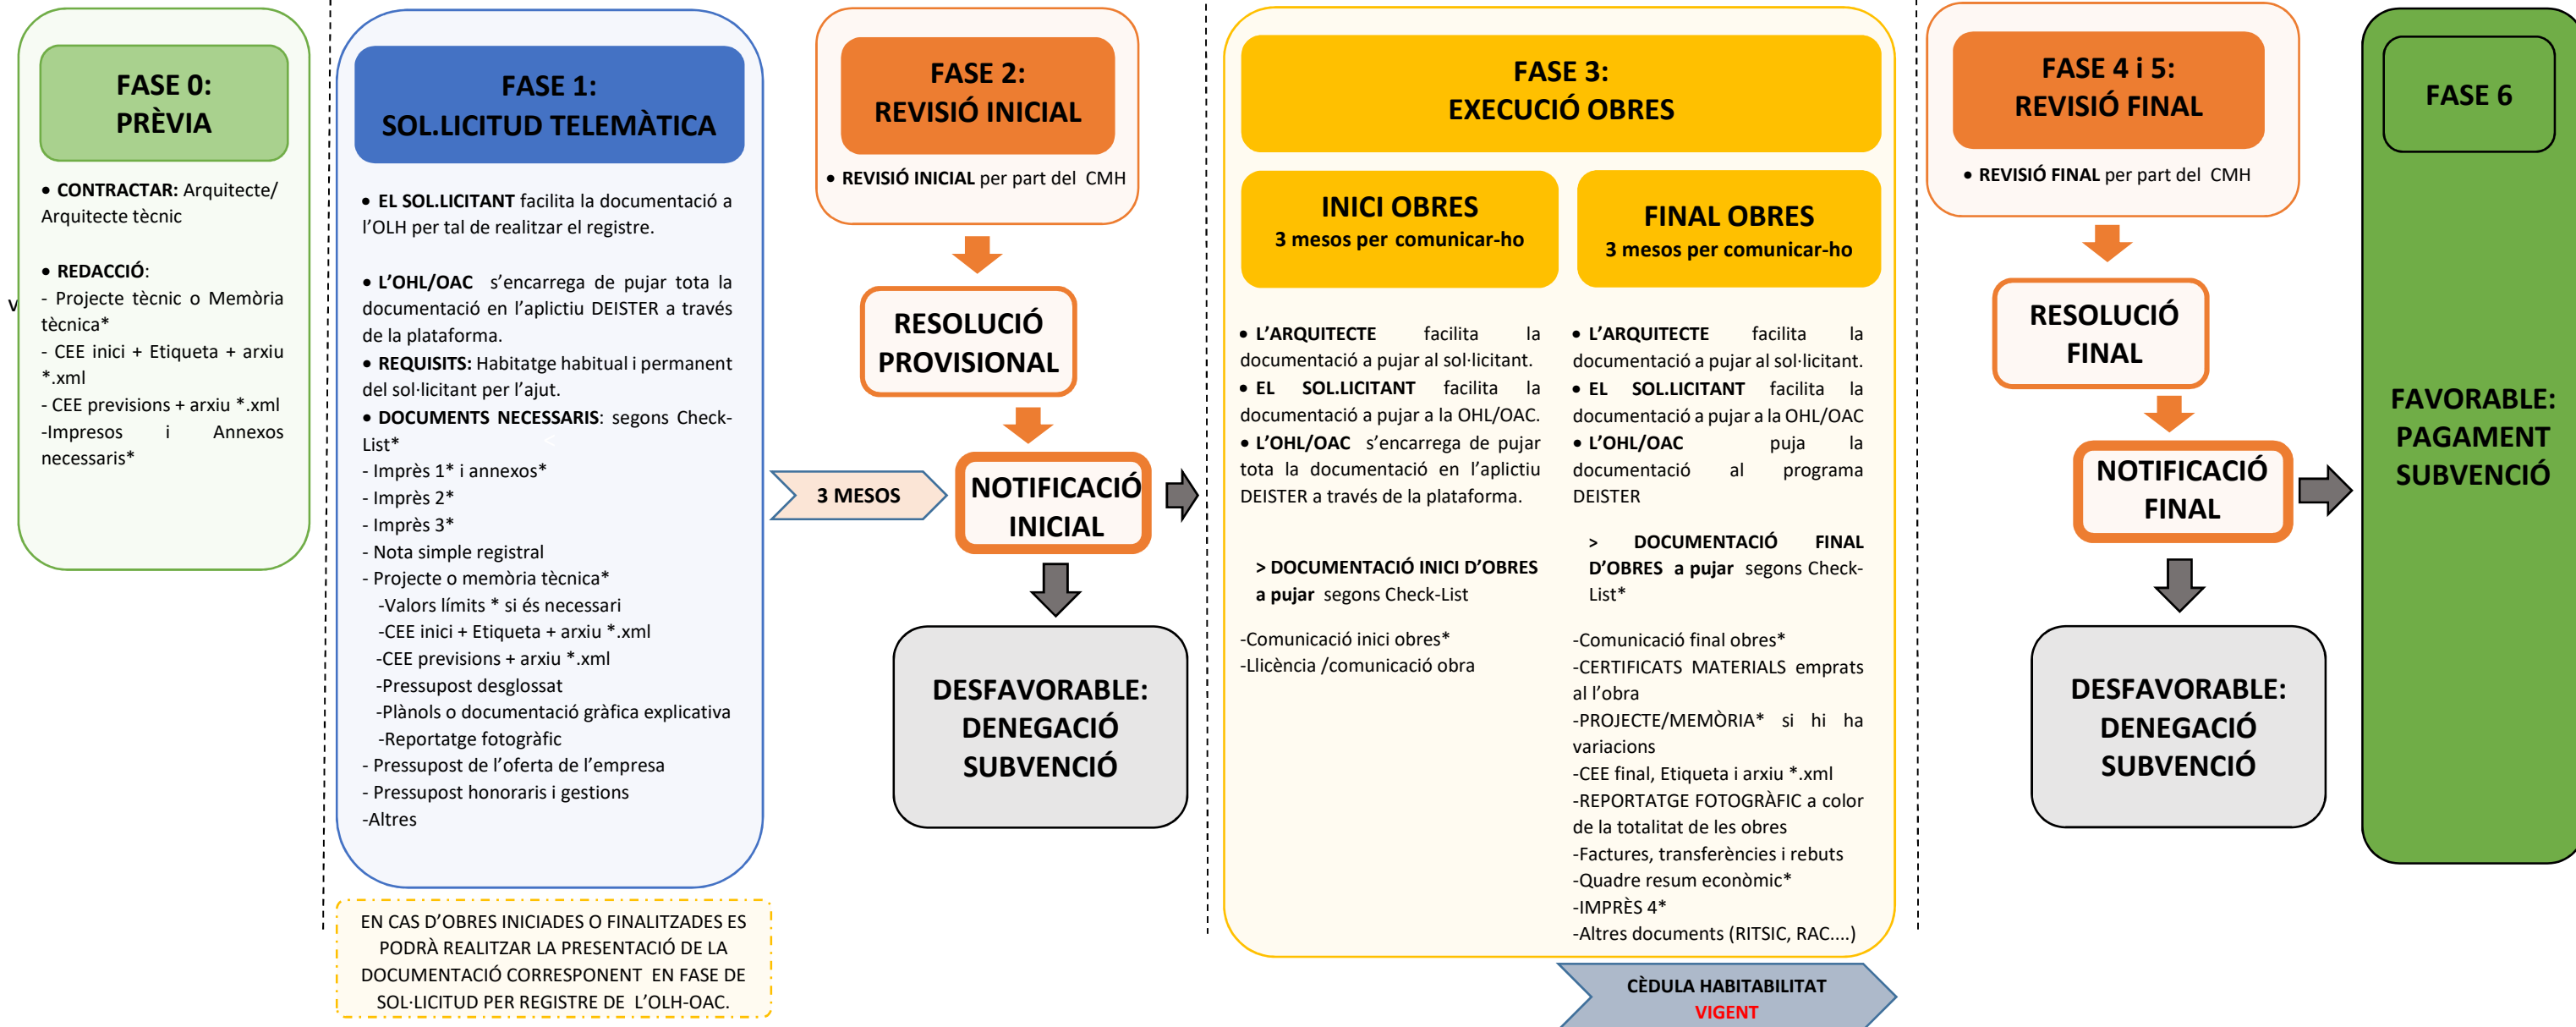 FASE 0:
PRÈVIA
• CONTRACTAR: Arquitecte/
Arquitecte tècnic
• REDACCIÓ:
- Projecte tècnic o Memòria
tècnica*
- CEE inici + Etiqueta + arxiu
*.xml
- CEE previsions + arxiu *.xml
-Impresos i Annexos
necessaris*
v
FASE 1:
SOL.LICITUD TELEMÀTICA
• EL SOL.LICITANT facilita la documentació a
l’OLH per tal de realitzar el registre.
• L’OHL/OAC s’encarrega de pujar tota la
documentació en l’aplictiu DEISTER a través
de la plataforma.
• REQUISITS: Habitatge habitual i permanent
del sol·licitant per l’ajut.
• DOCUMENTS NECESSARIS: segons Check-
List*
<
- Imprès 1* i annexos*
- Imprès 2*
- Imprès 3*
- Nota simple registral
- Projecte o memòria tècnica*
-Valors límits * si és necessari
-CEE inici + Etiqueta + arxiu *.xml
-CEE previsions + arxiu *.xml
-Pressupost desglossat
-Plànols o documentació gràfica explicativa
-Reportatge fotogràfic
- Pressupost de l’oferta de l’empresa
- Pressupost honoraris i gestions
-Altres
EN CAS D’OBRES INICIADES O FINALITZADES ES
PODRÀ REALITZAR LA PRESENTACIÓ DE LA
DOCUMENTACIÓ CORRESPONENT EN FASE DE
SOL·LICITUD PER REGISTRE DE L’OLH-OAC.
3 MESOS
FASE 2:
REVISIÓ INICIAL
• REVISIÓ INICIAL per part del CMH
RESOLUCIÓ
PROVISIONAL
NOTIFICACIÓ
INICIAL
DESFAVORABLE:
DENEGACIÓ
SUBVENCIÓ
FASE 3:
EXECUCIÓ OBRES
INICI OBRES
3 mesos per comunicar-ho
• L’ARQUITECTE facilita la
documentació a pujar al sol·licitant.
• EL SOL.LICITANT facilita la
documentació a pujar a la OHL/OAC.
• L’OHL/OAC s’encarrega de pujar
tota la documentació en l’aplictiu
DEISTER a través de la plataforma.
> DOCUMENTACIÓ INICI D’OBRES
a pujar segons Check-List
-Comunicació inici obres*
-Llicència /comunicació obra
FINAL OBRES
3 mesos per comunicar-ho
• L’ARQUITECTE facilita la
documentació a pujar al sol·licitant.
• EL SOL.LICITANT facilita la
documentació a pujar a la OHL/OAC
• L’OHL/OAC puja la
documentació al programa
DEISTER
> DOCUMENTACIÓ FINAL
D’OBRES a pujar segons Check-
List*
-Comunicació final obres*
-CERTIFICATS MATERIALS emprats
al l’obra
-PROJECTE/MEMÒRIA* si hi ha
variacions
-CEE final, Etiqueta i arxiu *.xml
-REPORTATGE FOTOGRÀFIC a color
de la totalitat de les obres
-Factures, transferències i rebuts
-Quadre resum econòmic*
-IMPRÈS 4*
-Altres documents (RITSIC, RAC....)
CÈDULA HABITABILITAT
VIGENT
FASE 4 i 5:
REVISIÓ FINAL
• REVISIÓ FINAL per part del CMH
RESOLUCIÓ
FINAL
NOTIFICACIÓ
FINAL
DESFAVORABLE:
DENEGACIÓ
SUBVENCIÓ
FASE 6
FAVORABLE:
PAGAMENT
SUBVENCIÓ